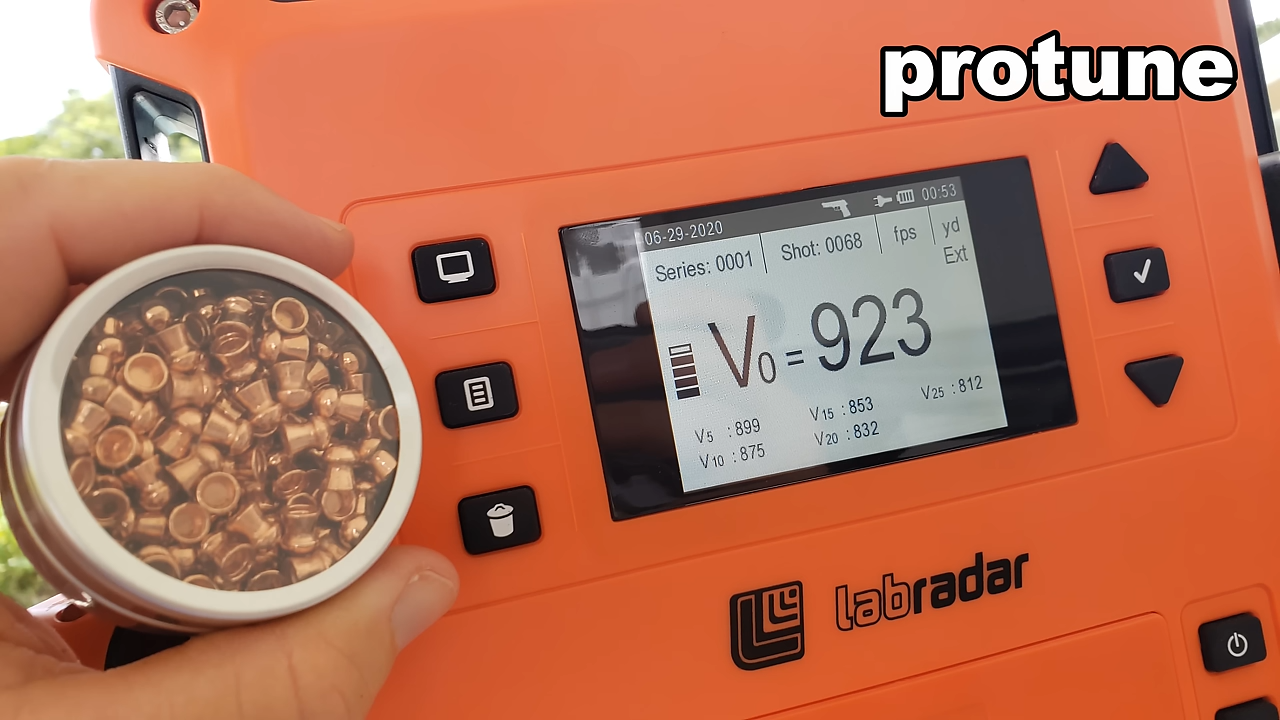 protune
06-29-2020 00:53
Series: 0001 Shot: 0068 fps yd
Ext
V0 = 923
V5 : 899 V15 : 853 V25 : 812
V10 : 875 V20 : 832
labradar